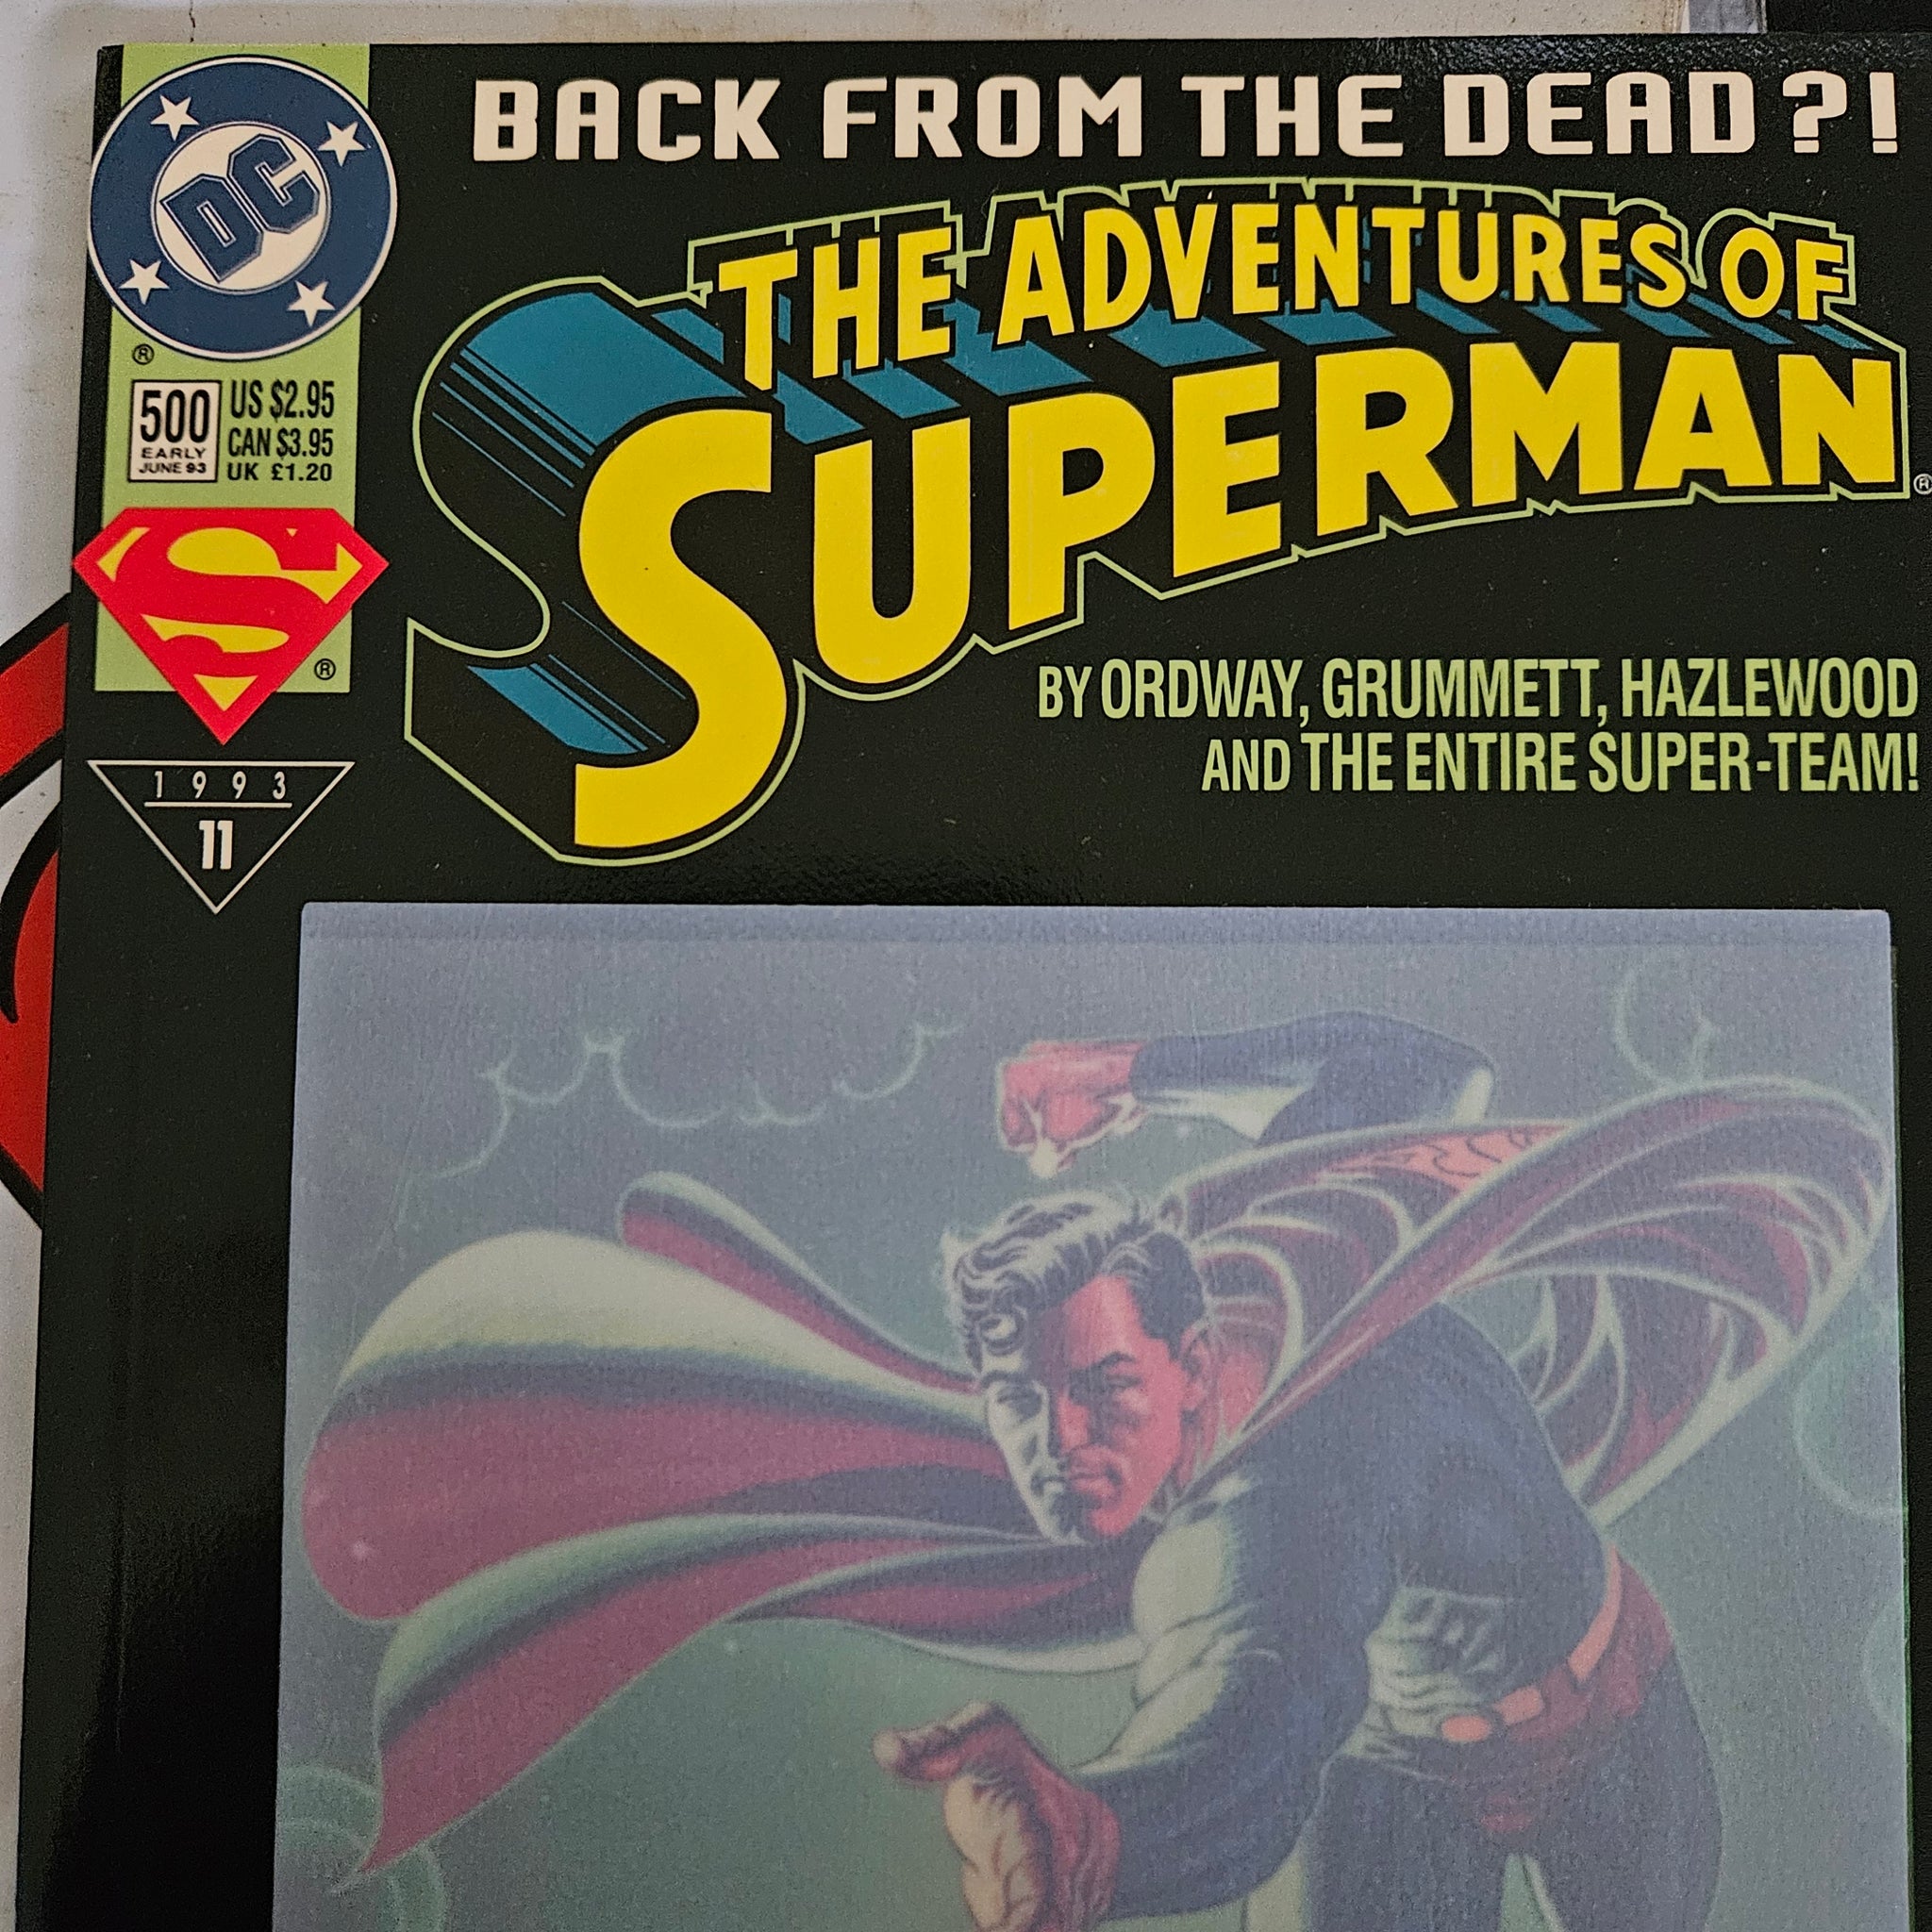 BACK FROM THE DEAD?!
DC
®
THE ADVENTURES OF
SUPERMAN®
500
EARLY
JUNE 93
US $2.95
CAN $3.95
UK £1.20
S
®
BY ORDWAY, GRUMMETT, HAZLEWOOD
AND THE ENTIRE SUPER-TEAM!
1993
11